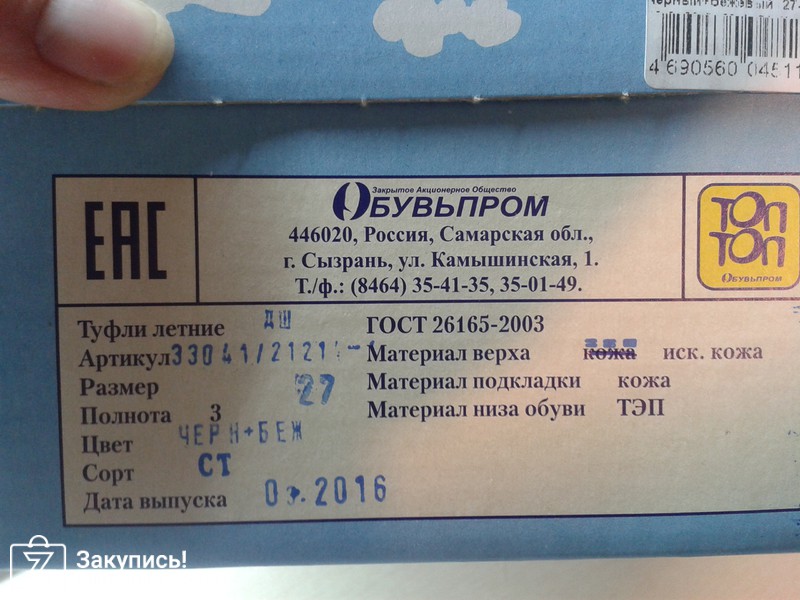 черный+бежевый 27
4 690560 04511
EAC
Закрытое Акционерное Общество
ОБУВЬПРОМ
446020, Россия, Самарская обл.,
г. Сызрань, ул. Камышинская, 1.
Т./ф.: (8464) 35-41-35, 35-01-49.
ТОП
ТОП
ОБУВЬПРОМ
Туфли летние ДШ
Артикул 33041/2121
Размер 27
Полнота 3
Цвет ЧЕРН+БЕЖ
Сорт СТ
Дата выпуска 2016
ГОСТ 26165-2003
Материал верха кожа иск. кожа
Материал подкладки кожа
Материал низа обуви ТЭП
Закупись!